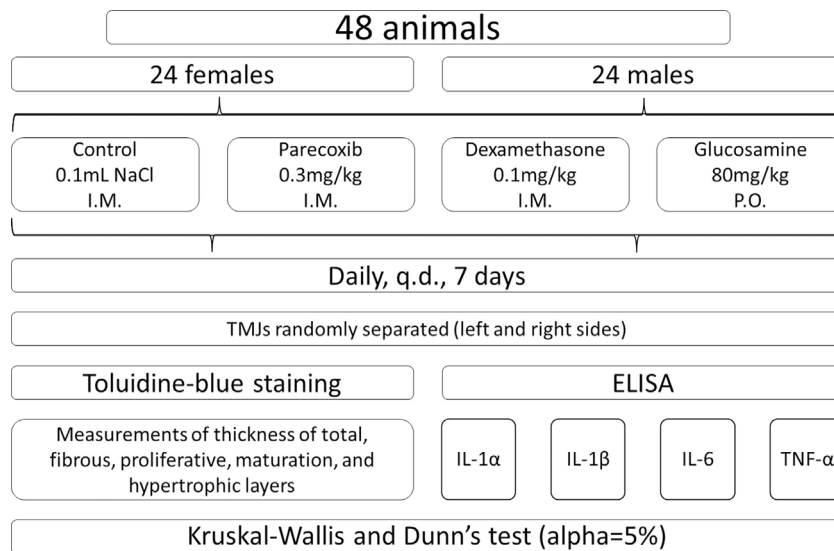 48 animals
24 females
24 males
Control
0.1mL NaCl
I.M.
Parecoxib
0.3mg/kg
I.M.
Dexamethasone
0.1mg/kg
I.M.
Glucosamine
80mg/kg
P.O.
Daily, q.d., 7 days
TMJs randomly separated (left and right sides)
Toluidine-blue staining
ELISA
Measurements of thickness of total,
fibrous, proliferative, maturation, and
hypertrophic layers
IL-1α
IL-1β
IL-6
TNF-α
Kruskal-Wallis and Dunn's test (alpha=5%)